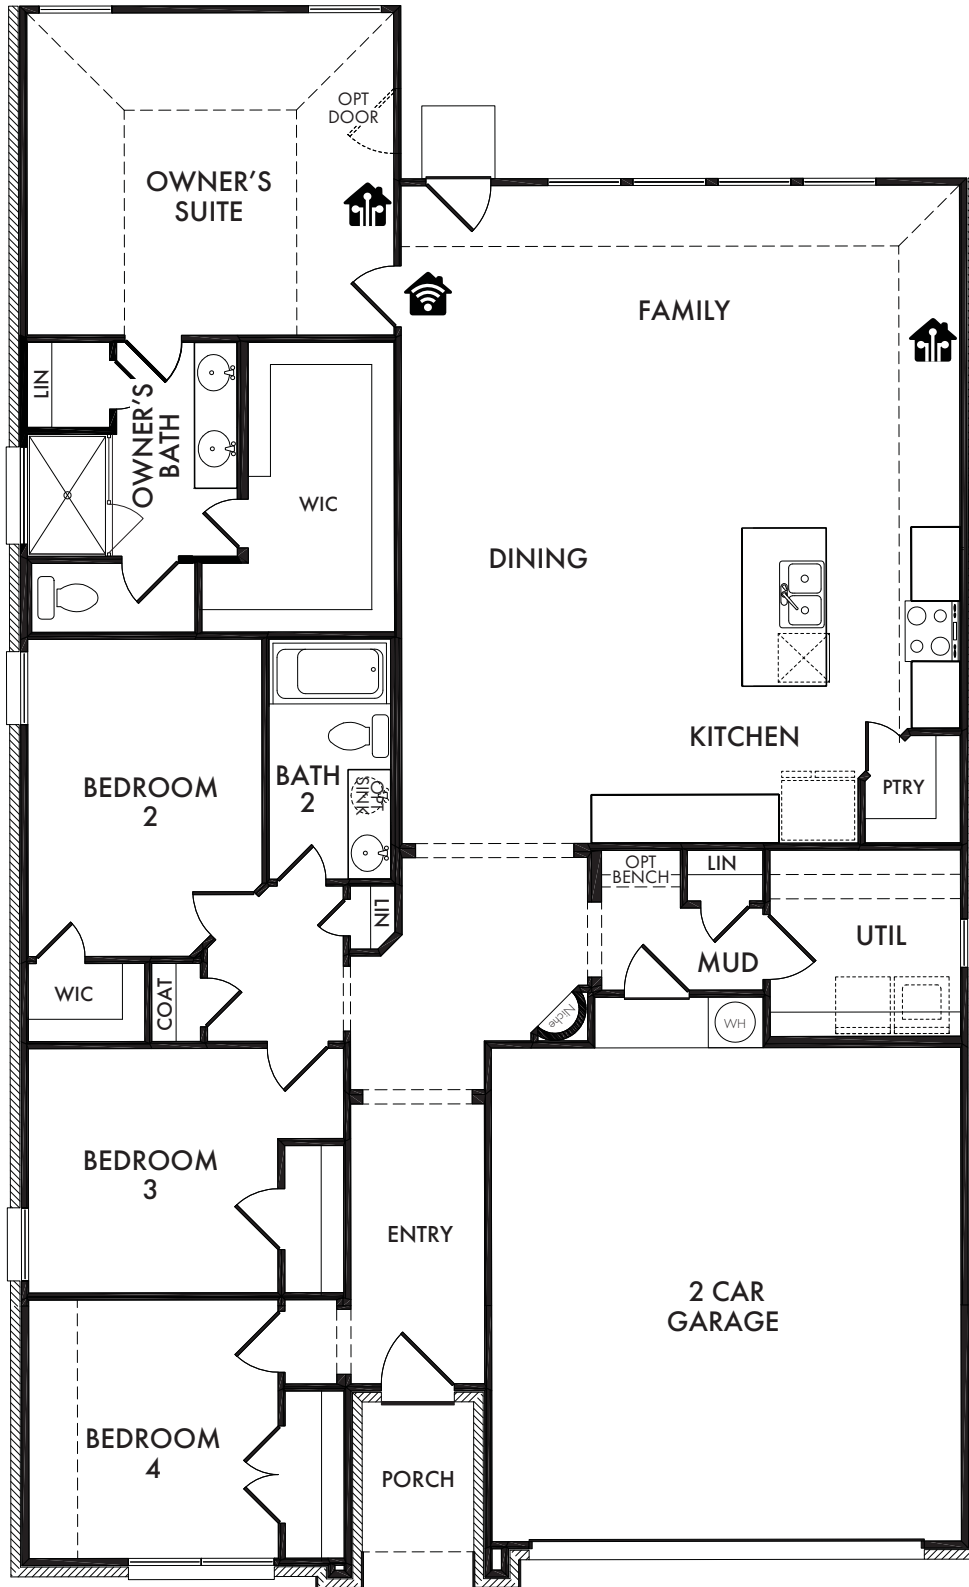 OPT
DOOR
OWNER'S
SUITE
FAMILY
LIN
OWNER'S
BATH
WIC
DINING
KITCHEN
PTRY
BEDROOM
2
BATH
2
OPT
SINK
OPT
BENCH
LIN
LIN
UTIL
MUD
WIC
COAT
Niche
WH
BEDROOM
3
ENTRY
2 CAR
GARAGE
BEDROOM
4
PORCH